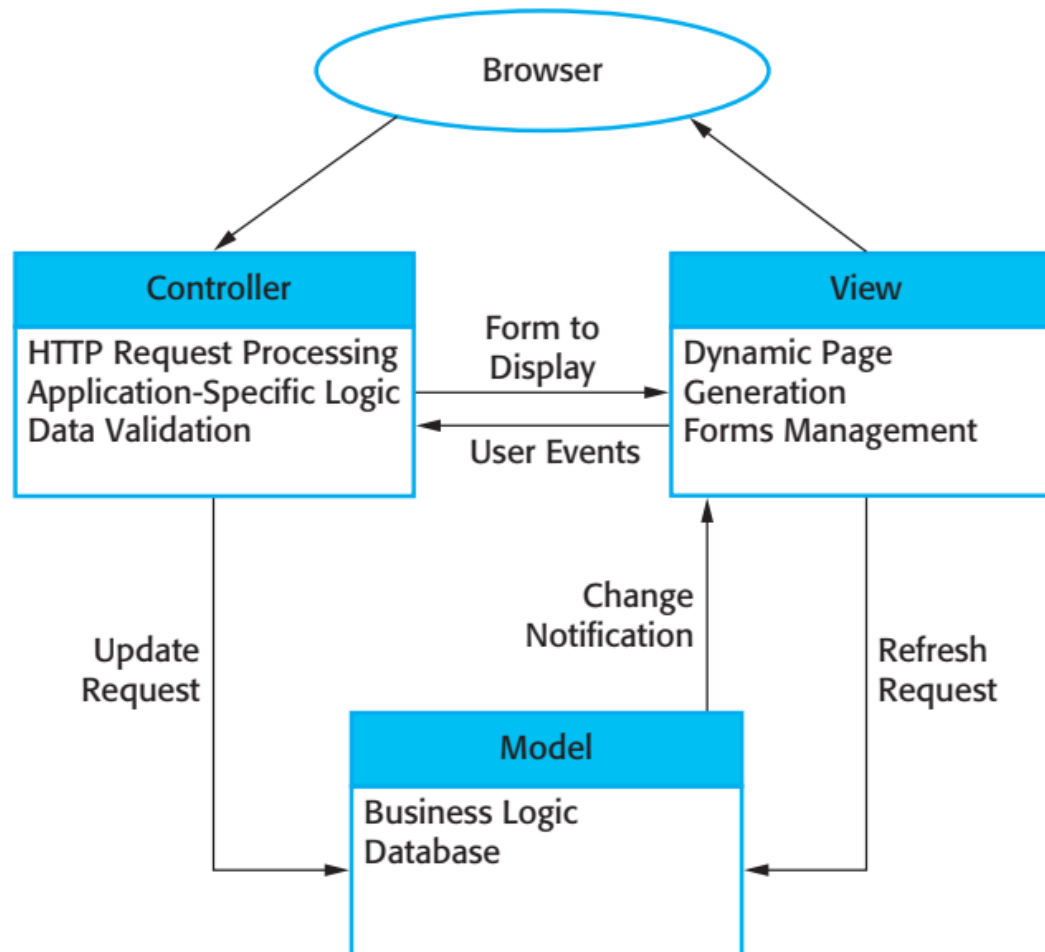 Browser
Controller
HTTP Request Processing
Application-Specific Logic
Data Validation
Form to
Display
User Events
View
Dynamic Page
Generation
Forms Management
Update
Request
Change
Notification
Refresh
Request
Model
Business Logic
Database